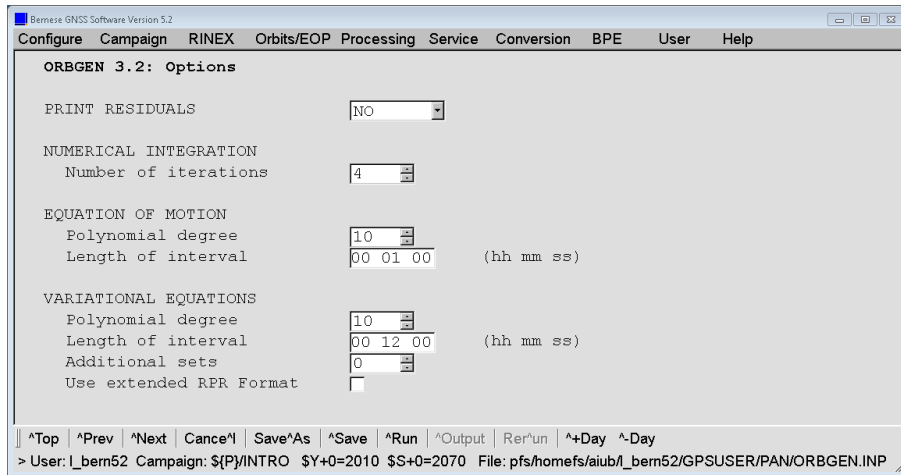 Bernese GNSS Software Version 5.2
Configure Campaign RINEX Orbits/EOP Processing Service Conversion BPE User Help
ORBGEN 3.2: Options
PRINT RESIDUALS NO
NUMERICAL INTEGRATION
Number of iterations 4
EQUATION OF MOTION
Polynomial degree 10
Length of interval 00 01 00 (hh mm ss)
VARIATIONAL EQUATIONS
Polynomial degree 10
Length of interval 00 12 00 (hh mm ss)
Additional sets 0
Use extended RPR Format
^Top ^Prev ^Next Cance^l Save^As ^Save ^Run ^Output Rer^un ^+Day ^-Day
> User: l_bern52 Campaign: ${P}/INTRO $Y+0=2010 $S+0=2070 File: pfs/homefs/aiub/l_bern52/GPSUSER/PAN/ORBGEN.INP